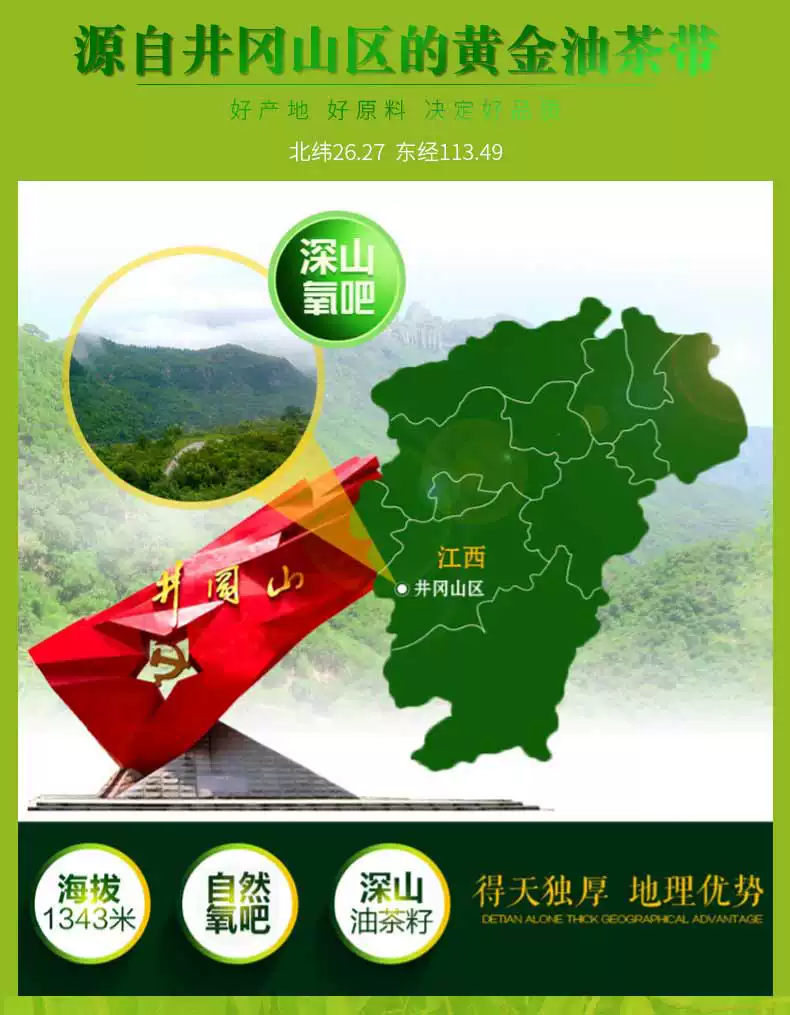 源自井冈山区的黄金油茶带
好产地 好原料 决定好品质
北纬26.27 东经113.49
深山
氧吧
井冈山
江西
井冈山区
海拔
1343米
自然
氧吧
深山
油茶籽
得天独厚 地理优势
DETIAN ALONE THICK GEOGRAPHICAL ADVANTAGE